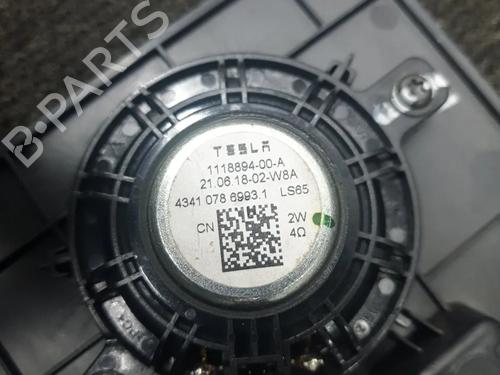 TESLA
1118894-00-A
21.06.18-02-W8A
4341 078 6993.1 LS65
CN
2W
4Ω
B-PARTS